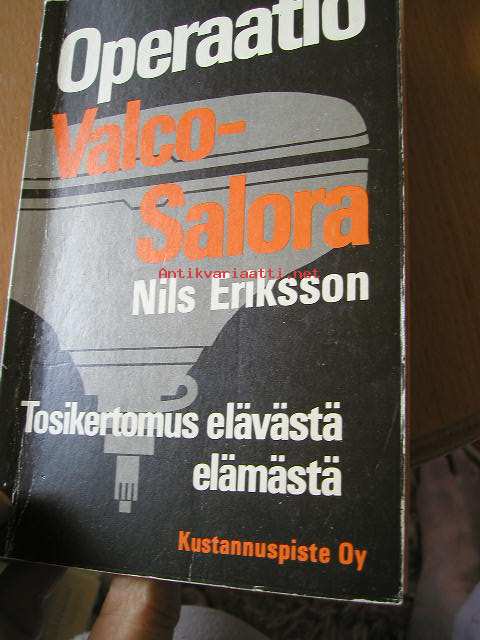 Operaatio
Valco-
Salora
Antikvariaatti.net
Nils Eriksson
Tosikertomus elävästä
elämästä
Kustannuspiste Oy